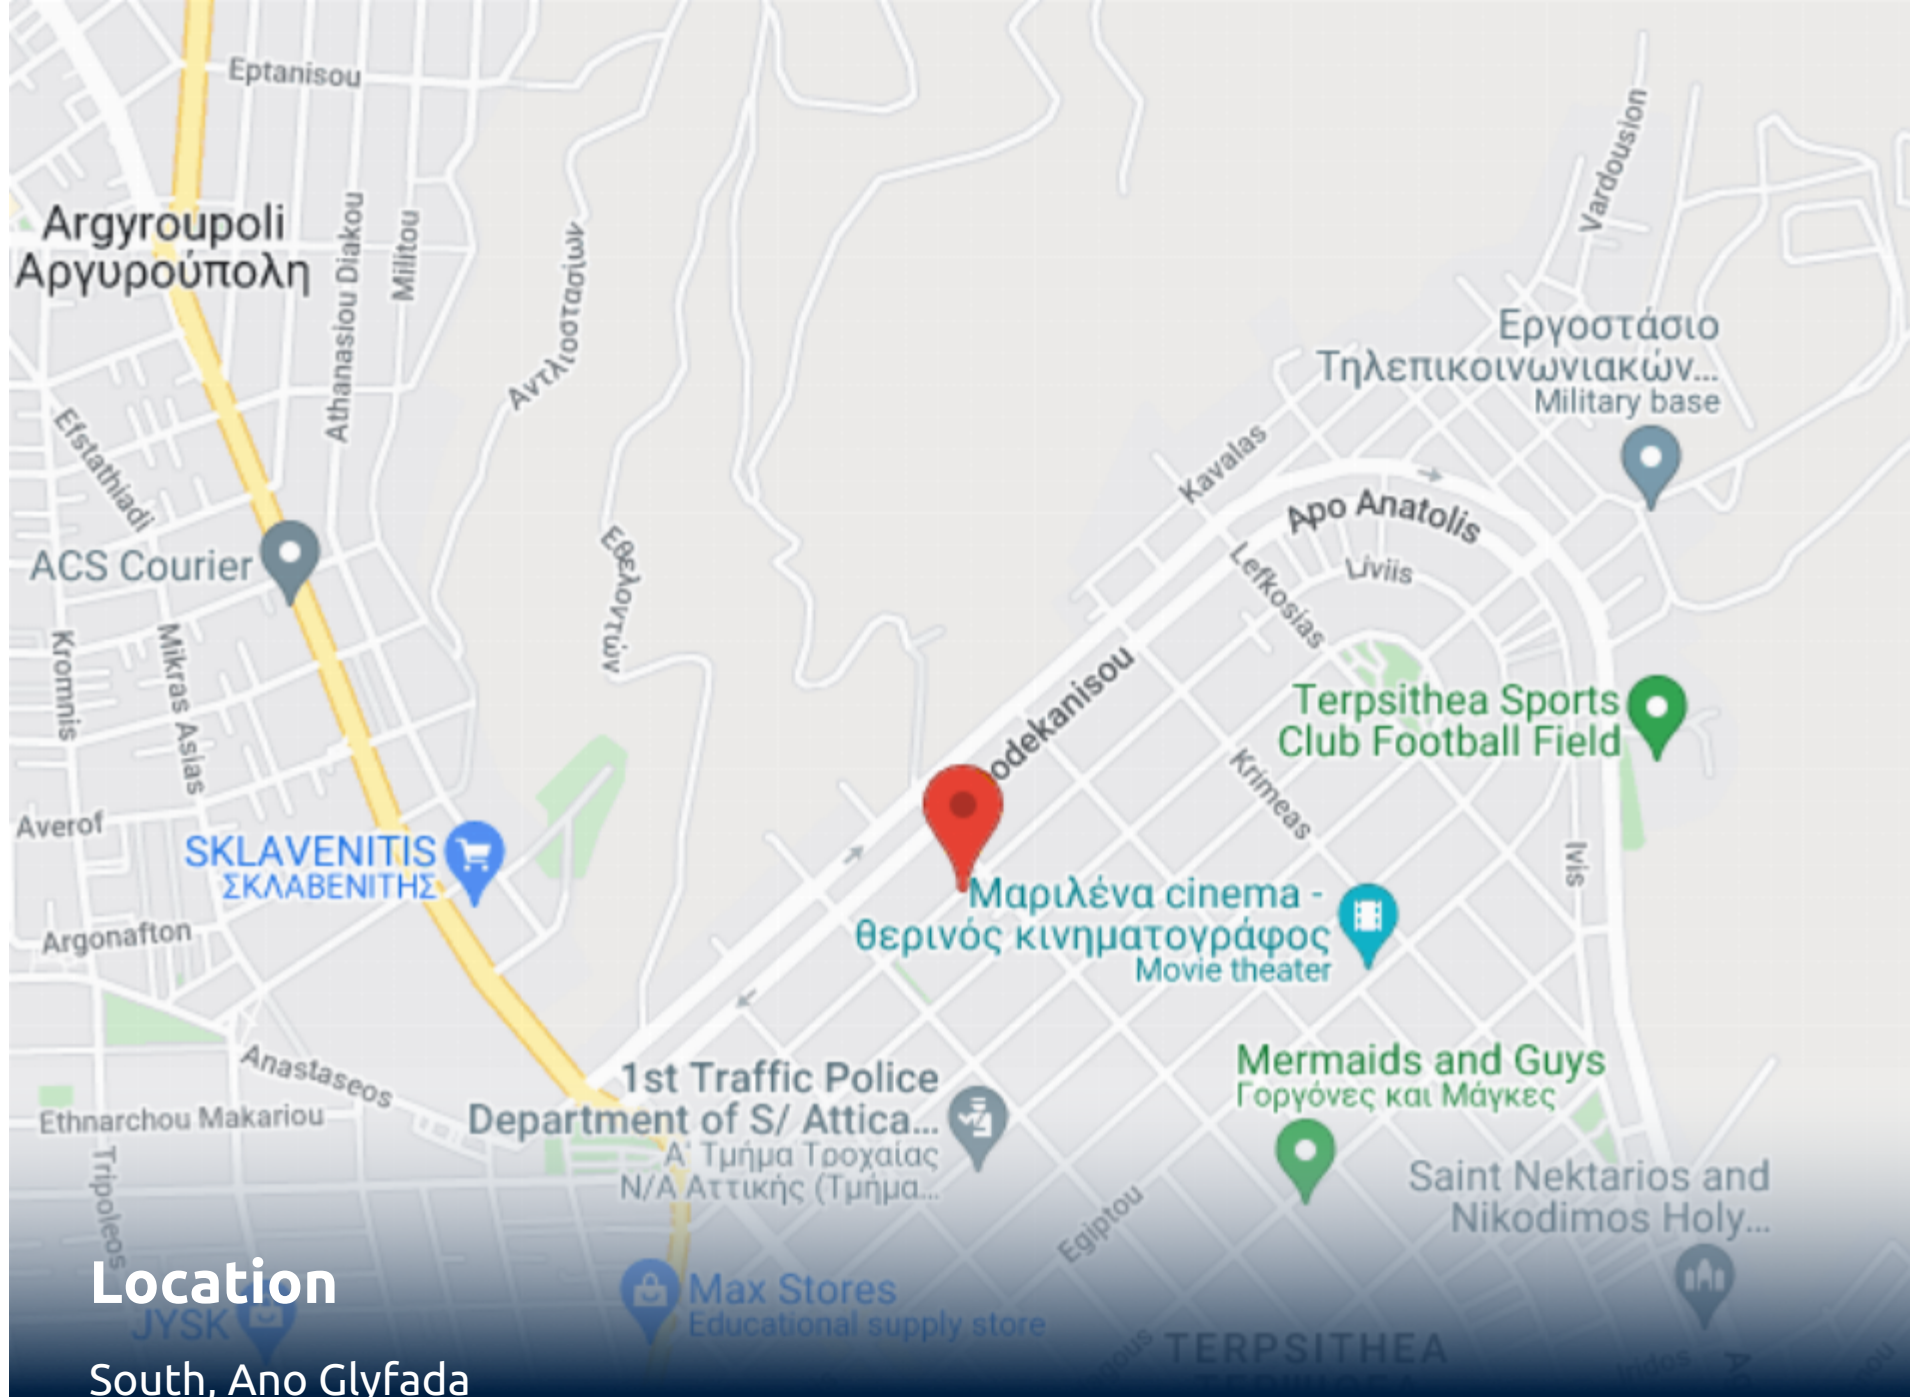 Eptanisou
Vardousion
Argyroupoli
Αργυρούπολη
Athanasiou Diakou
Militou
Αντλιοστασίων
Εργοστάσιο
Τηλεπικοινωνιακών...
Military base
Efstathiadi
Kavalas
Apo Anatolis
ACS Courier
Εθελοντών
Lefkosias
Liviis
Kromnis
Mikras Asias
odekanisou
Terpsithea Sports
Club Football Field
Krimeas
Averof
SKLAVENITIS
ΣΚΛΑΒΕΝΙΤΗΣ
Ivis
Μαριλένα cinema -
θερινός κινηματογράφος
Movie theater
Argonafton
Anastaseos
1st Traffic Police
Department of S/ Attica...
Α' Τμήμα Τροχαίας
Ν/Α Αττικής (Τμήμα...
Mermaids and Guys
Γοργόνες και Μάγκες
Ethnarchou Makariou
Tripoleos
Egiptou
Saint Nektarios and
Nikodimos Holy...
Location
JYSK
Max Stores
Educational supply store
TERPSITHEA
Iridos
South, Ano Glyfada